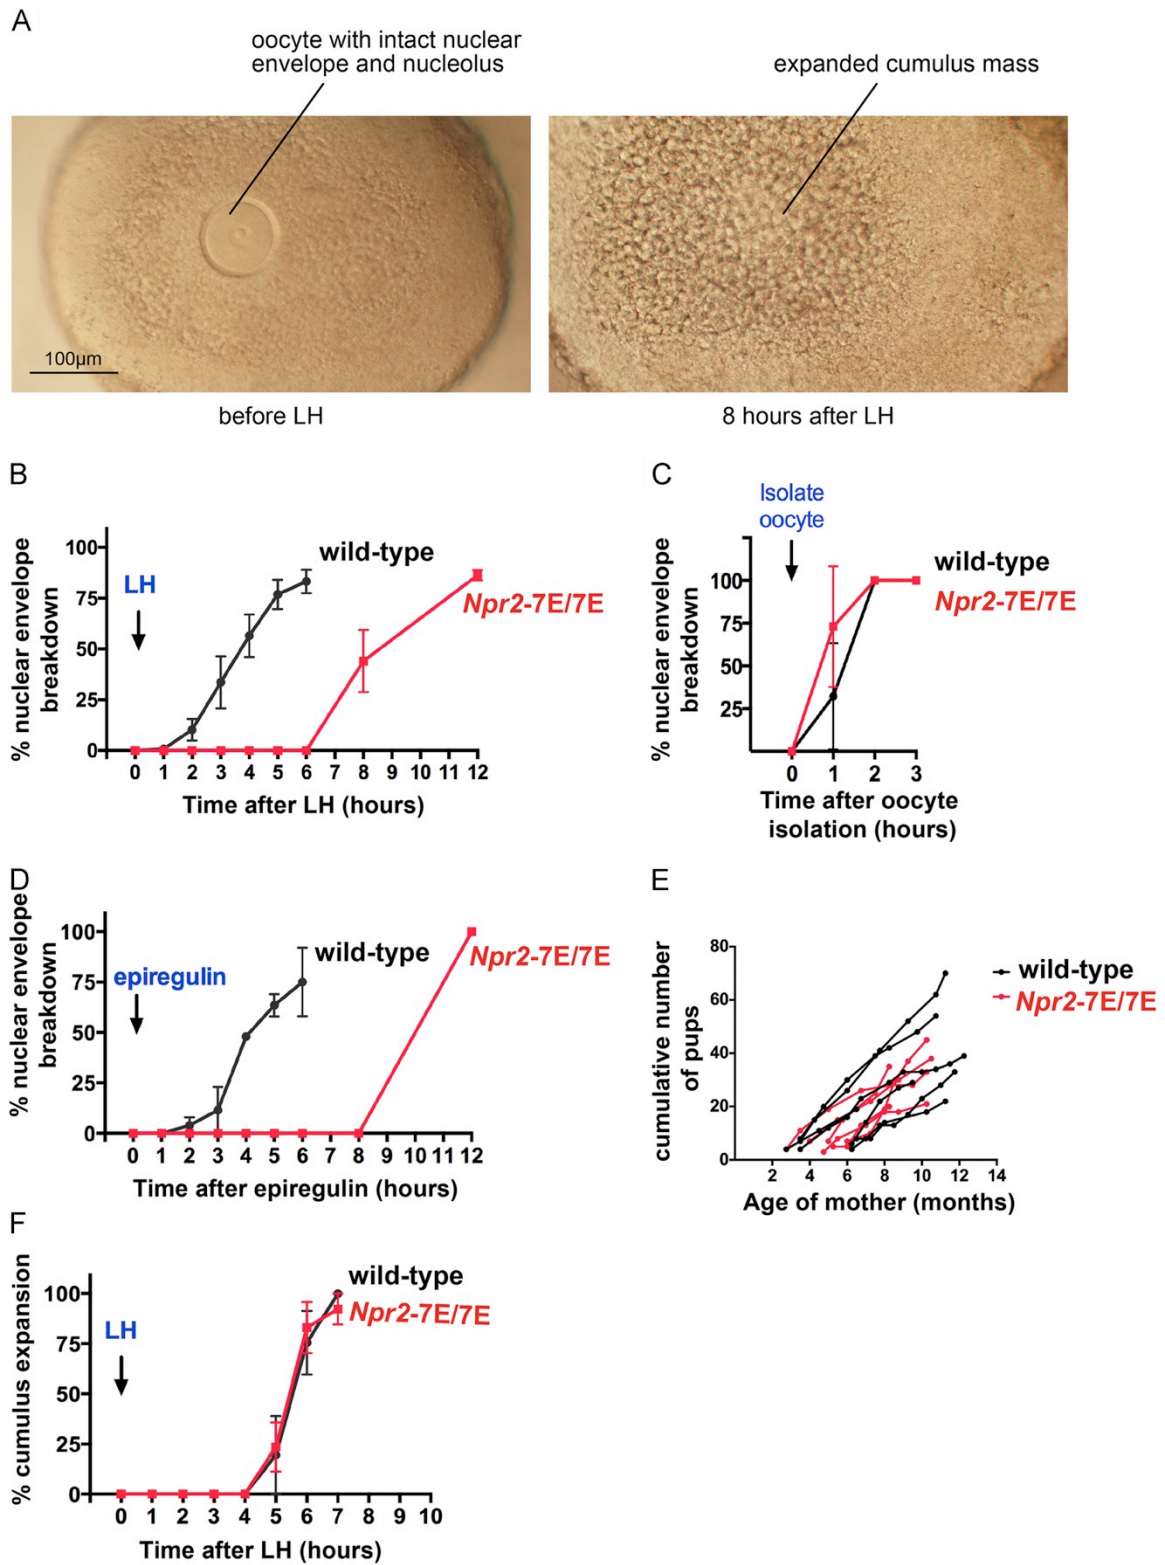 A
oocyte with intact nuclear
envelope and nucleolus
expanded cumulus mass
100µm
before LH
8 hours after LH
B
% nuclear envelope
breakdown
100
75
50
25
0
LH
wild-type
Npr2-7E/7E
0 1 2 3 4 5 6 7 8 9 10 11 12
Time after LH (hours)
C
Isolate
oocyte
% nuclear envelope
breakdown
100
75
50
25
wild-type
Npr2-7E/7E
0 1 2 3
Time after oocyte
isolation (hours)
D
% nuclear envelope
breakdown
100
75
50
25
0
epiregulin
wild-type
Npr2-7E/7E
0 1 2 3 4 5 6 8 12
Time after epiregulin (hours)
E
cumulative number
of pups
80
60
40
20
0
wild-type
Npr2-7E/7E
2 4 6 8 10 12 14
Age of mother (months)
F
% cumulus expansion
100
75
50
25
0
LH
wild-type
Npr2-7E/7E
0 1 2 3 4 5 6 7 8 9 10
Time after LH (hours)